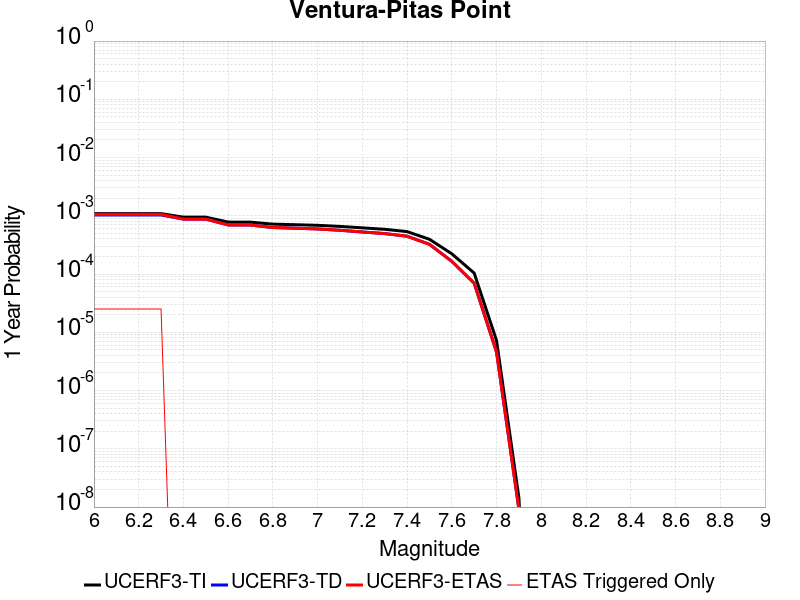 Ventura-Pitas Point
10^0
10^-1
10^-2
10^-3
10^-4
10^-5
10^-6
10^-7
10^-8
1 Year Probability
6 6.2 6.4 6.6 6.8 7 7.2 7.4 7.6 7.8 8 8.2 8.4 8.6 8.8 9
Magnitude
UCERF3-TI UCERF3-TD UCERF3-ETAS ETAS Triggered Only